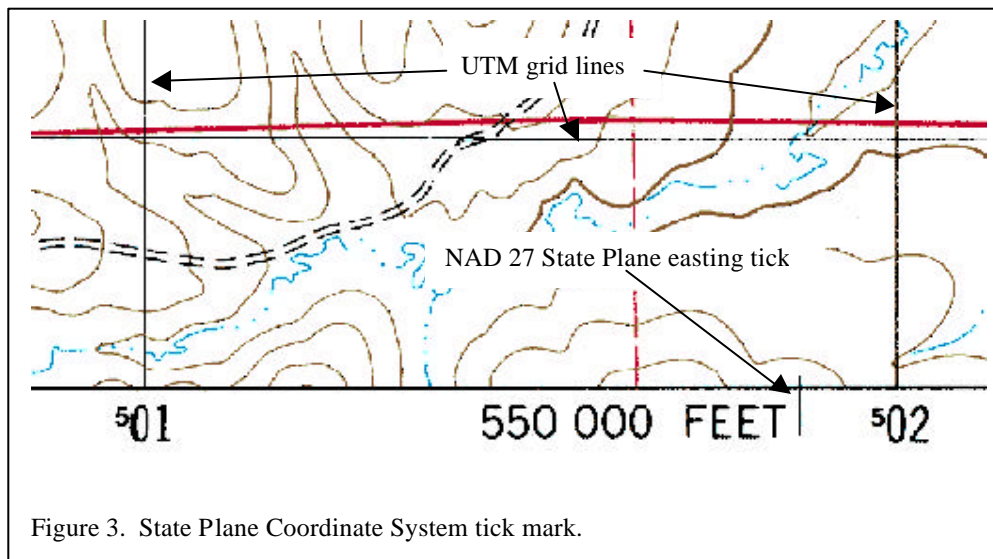 UTM grid lines
NAD 27 State Plane easting tick
⁵01 550 000 FEET ⁵02
Figure 3. State Plane Coordinate System tick mark.